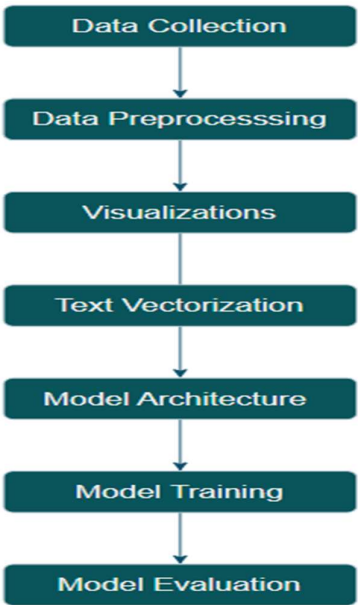 Data Collection
Data Preprocesssing
Visualizations
Text Vectorization
Model Architecture
Model Training
Model Evaluation